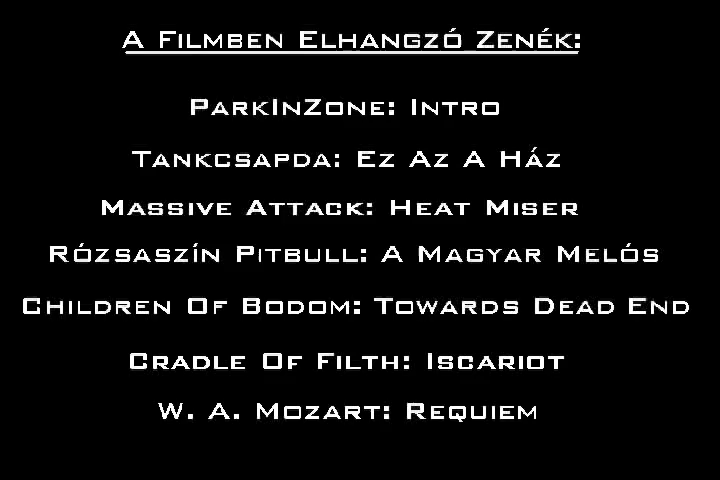 A Filmben Elhangzó Zenék:
ParkInZone: Intro
Tankcsapda: Ez Az A Ház
Massive Attack: Heat Miser
Rózsaszín Pitbull: A Magyar Melós
Children Of Bodom: Towards Dead End
Cradle Of Filth: Iscariot
W. A. Mozart: Requiem